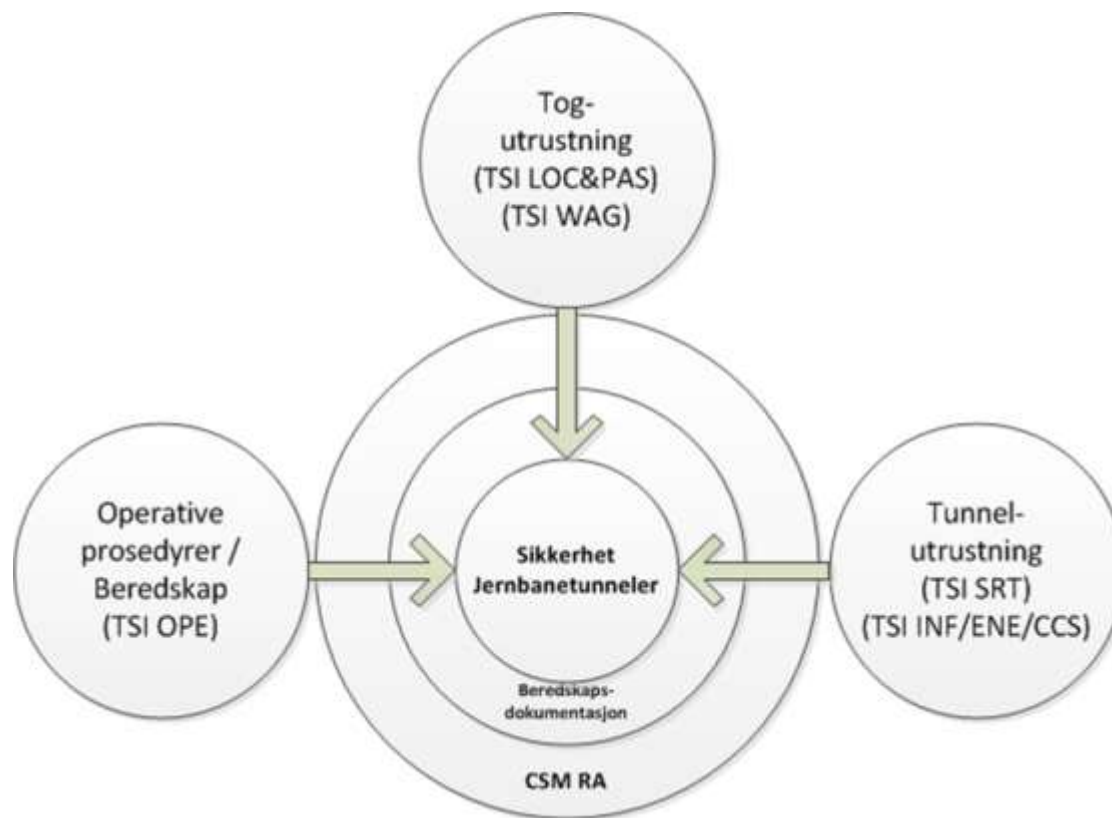 Tog-
utrustning
(TSI LOC&PAS)
(TSI WAG)
Operative
prosedyrer /
Beredskap
(TSI OPE)
Sikkerhet
Jernbanetunneler
Tunnel-
utrustning
(TSI SRT)
(TSI INF/ENE/CCS)
Beredskaps-
dokumentasjon
CSM RA